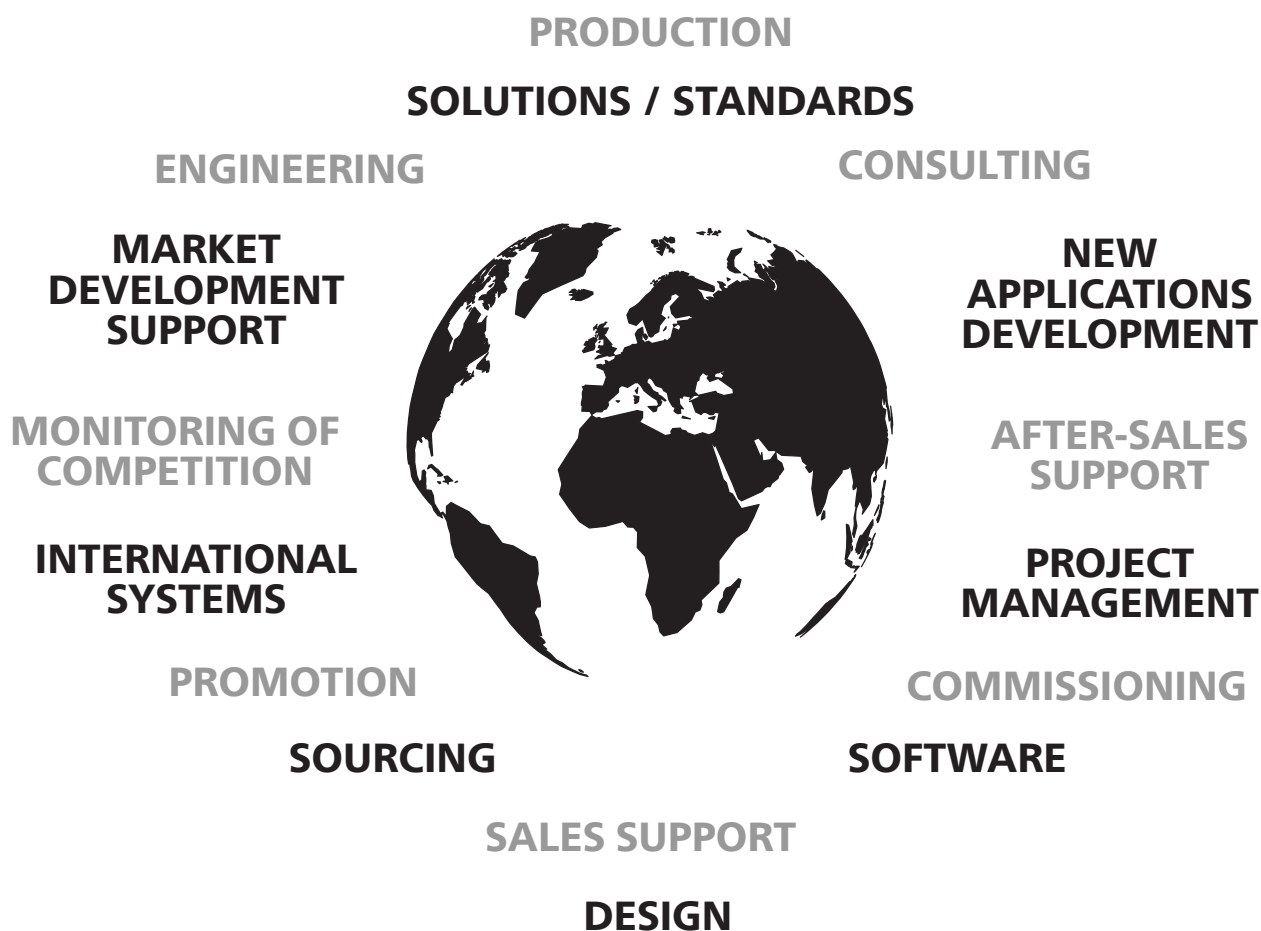 PRODUCTION
SOLUTIONS / STANDARDS
ENGINEERING
CONSULTING
MARKET
DEVELOPMENT
SUPPORT
NEW
APPLICATIONS
DEVELOPMENT
MONITORING OF
COMPETITION
AFTER-SALES
SUPPORT
INTERNATIONAL
SYSTEMS
PROJECT
MANAGEMENT
PROMOTION
COMMISSIONING
SOURCING
SOFTWARE
SALES SUPPORT
DESIGN